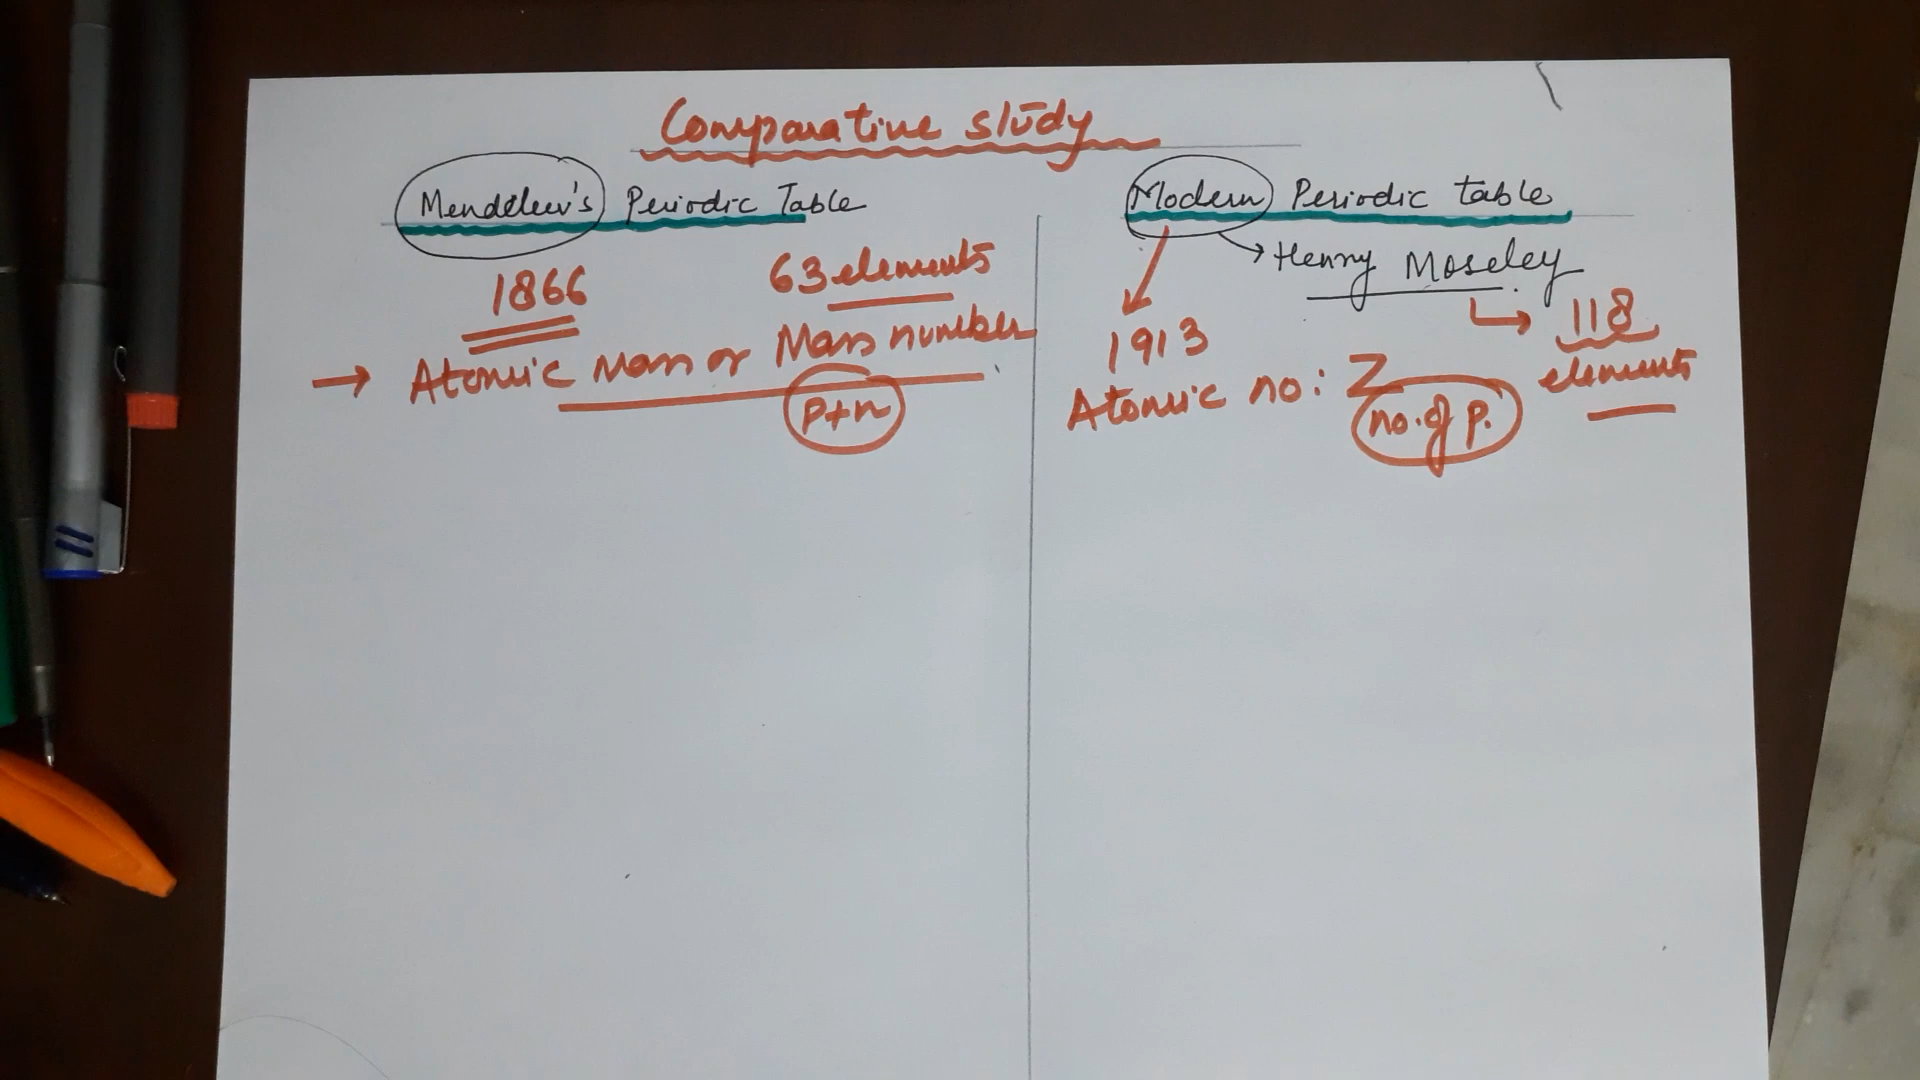 Comparative study
Mendeleev's Periodic Table
1866
63 elements
→ Atomic Mass or Mass number
p+n
Modern Periodic table
→ Henry Moseley
→ 118
elements
1913
Atomic no: Z
no. of p.